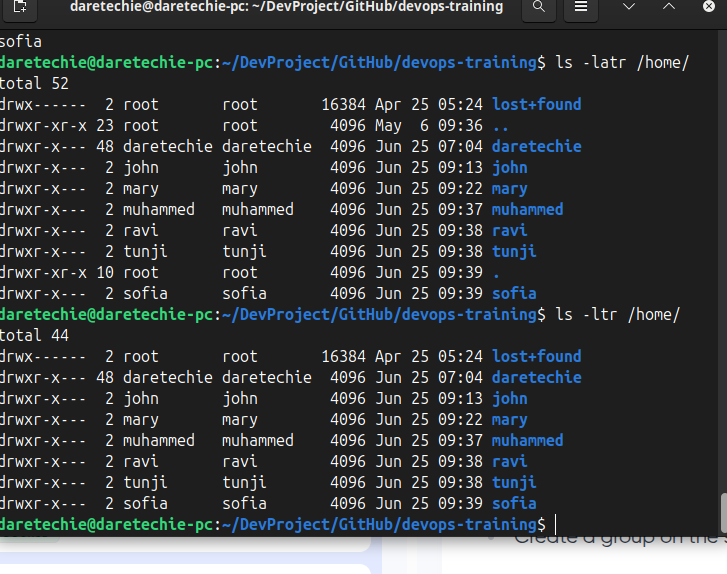 daretechie@daretechie-pc: ~/DevProject/GitHub/devops-training
sofia
daretechie@daretechie-pc:~/DevProject/GitHub/devops-training$ ls -latr /home/
total 52
drwx------  2 root       root       16384 Apr 25 05:24 lost+found
drwxr-xr-x 23 root       root        4096 May  6 09:36 ..
drwxr-x--- 48 daretechie daretechie  4096 Jun 25 07:04 daretechie
drwxr-x---  2 john       john        4096 Jun 25 09:13 john
drwxr-x---  2 mary       mary        4096 Jun 25 09:22 mary
drwxr-x---  2 muhammed   muhammed    4096 Jun 25 09:37 muhammed
drwxr-x---  2 ravi       ravi        4096 Jun 25 09:38 ravi
drwxr-x---  2 tunji      tunji       4096 Jun 25 09:38 tunji
drwxr-xr-x 10 root       root        4096 Jun 25 09:39 .
drwxr-x---  2 sofia      sofia       4096 Jun 25 09:39 sofia
daretechie@daretechie-pc:~/DevProject/GitHub/devops-training$ ls -ltr /home/
total 44
drwx------  2 root       root       16384 Apr 25 05:24 lost+found
drwxr-x--- 48 daretechie daretechie  4096 Jun 25 07:04 daretechie
drwxr-x---  2 john       john        4096 Jun 25 09:13 john
drwxr-x---  2 mary       mary        4096 Jun 25 09:22 mary
drwxr-x---  2 muhammed   muhammed    4096 Jun 25 09:37 muhammed
drwxr-x---  2 ravi       ravi        4096 Jun 25 09:38 ravi
drwxr-x---  2 tunji      tunji       4096 Jun 25 09:38 tunji
drwxr-x---  2 sofia      sofia       4096 Jun 25 09:39 sofia
daretechie@daretechie-pc:~/DevProject/GitHub/devops-training$
Create a group on the